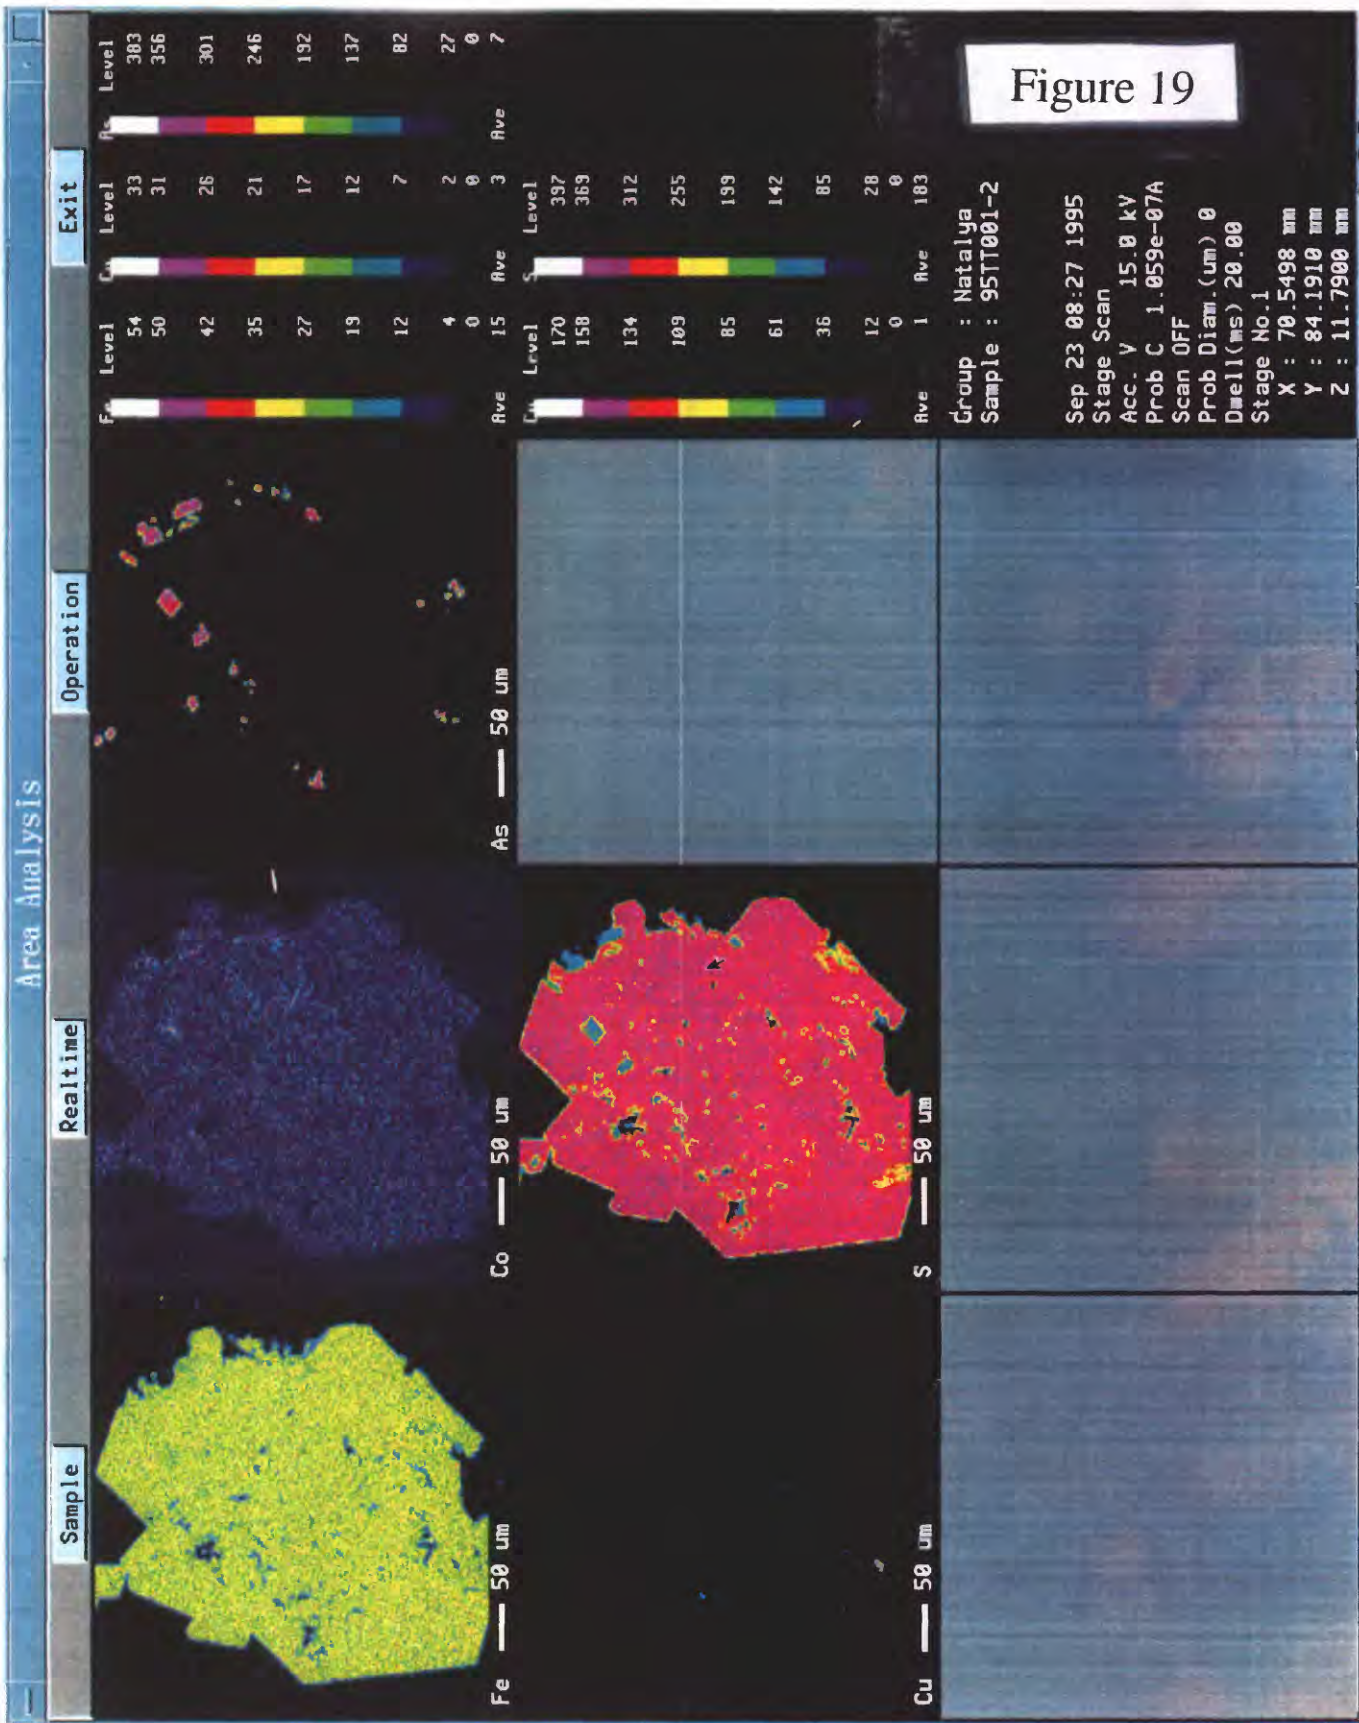 Area Analysis
Sample
Realtime
Operation
Exit
Fe 50 um
Co 50 um
As 50 um
Level
54
50
42
35
27
19
12
4
0
Ave 15
Level
33
31
26
21
17
12
7
2
0
Ave 3
As Level
383
356
301
246
192
137
82
27
0
Ave 7
Cu 50 um
S 50 um
Level
170
158
134
109
85
61
36
12
0
Ave 1
S Level
397
369
312
255
199
142
85
28
0
Ave 183
Figure 19
Group : Natalya
Sample : 95TT001-2
Sep 23 08:27 1995
Stage Scan
Acc. V 15.0 kV
Prob C 1.059e-07A
Scan OFF
Prob Diam.(um) 0
Dwell(ms) 20.00
Stage No.1
X : 70.5498 mm
Y : 84.1910 mm
Z : 11.7900 mm